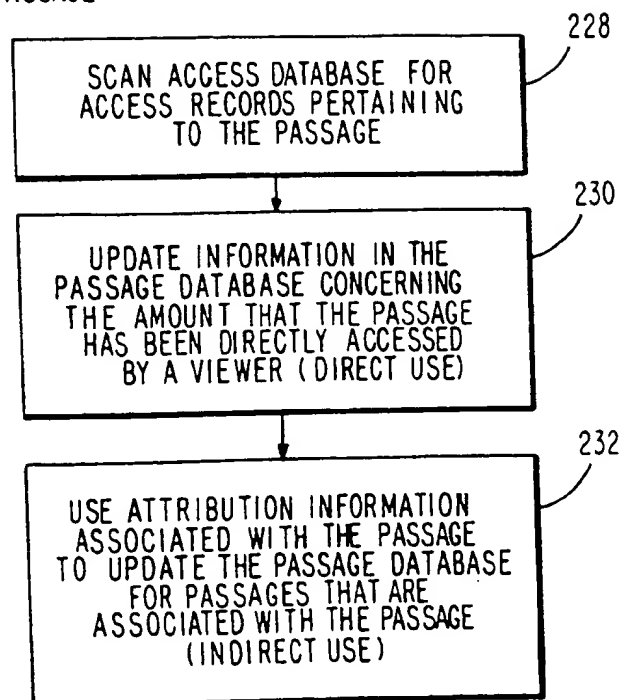 228
SCAN ACCESS DATABASE FOR
ACCESS RECORDS PERTAINING
TO THE PASSAGE
230
UPDATE INFORMATION IN THE
PASSAGE DATABASE CONCERNING
THE AMOUNT THAT THE PASSAGE
HAS BEEN DIRECTLY ACCESSED
BY A VIEWER (DIRECT USE)
232
USE ATTRIBUTION INFORMATION
ASSOCIATED WITH THE PASSAGE
TO UPDATE THE PASSAGE DATABASE
FOR PASSAGES THAT ARE
ASSOCIATED WITH THE PASSAGE
(INDIRECT USE)